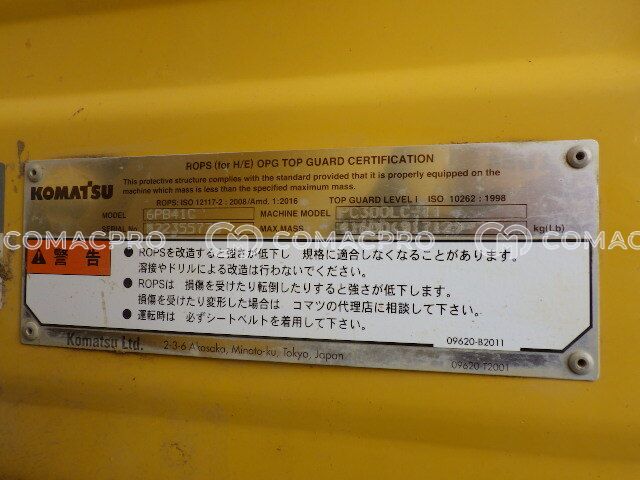 ROPS (for H/E) OPG TOP GUARD CERTIFICATION
KOMATSU
This protective structure complies with the standard provided that it is properly equipped on the
machine which mass is less than the specified maximum mass.
ROPS: ISO 12117-2 : 2008/Amd. 1:2016 TOP GUARD LEVEL I ISO 10262 : 1998
MODEL 6PB41C MACHINE MODEL
SERIAL No. MAX.MASS kg(Lb)
警告
● ROPSを改造すると強さが低下し 規格に適合しなくなることがあります。
溶接やドリルによる改造は行わないでください。
● ROPSは 損傷を受けたり転倒したりすると強さが低下します。
損傷を受けたり変形した場合は コマツの代理店に相談して下さい。
● 運転時は 必ずシートベルトを着用して下さい。
09620-B2011
Komatsu Ltd. 2-3-6 Akasaka, Minato-ku, Tokyo, Japan
09620-T2001
COMACPRO